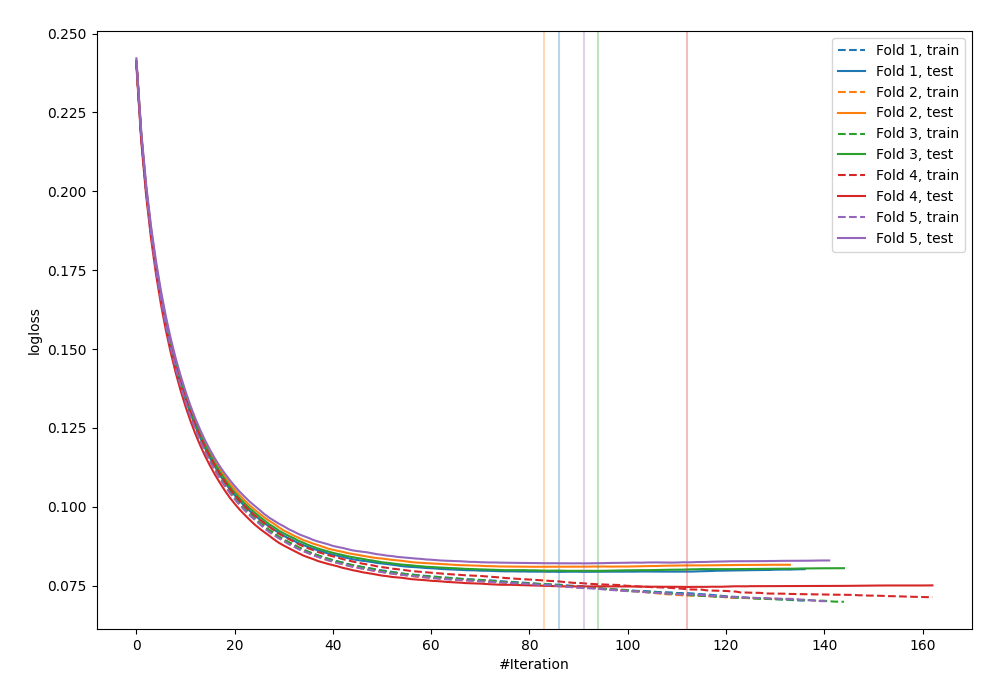 0.250
0.225
0.200
0.175
0.150
0.125
0.100
0.075
logloss
0 20 40 60 80 100 120 140 160
#Iteration
Fold 1, train
Fold 1, test
Fold 2, train
Fold 2, test
Fold 3, train
Fold 3, test
Fold 4, train
Fold 4, test
Fold 5, train
Fold 5, test